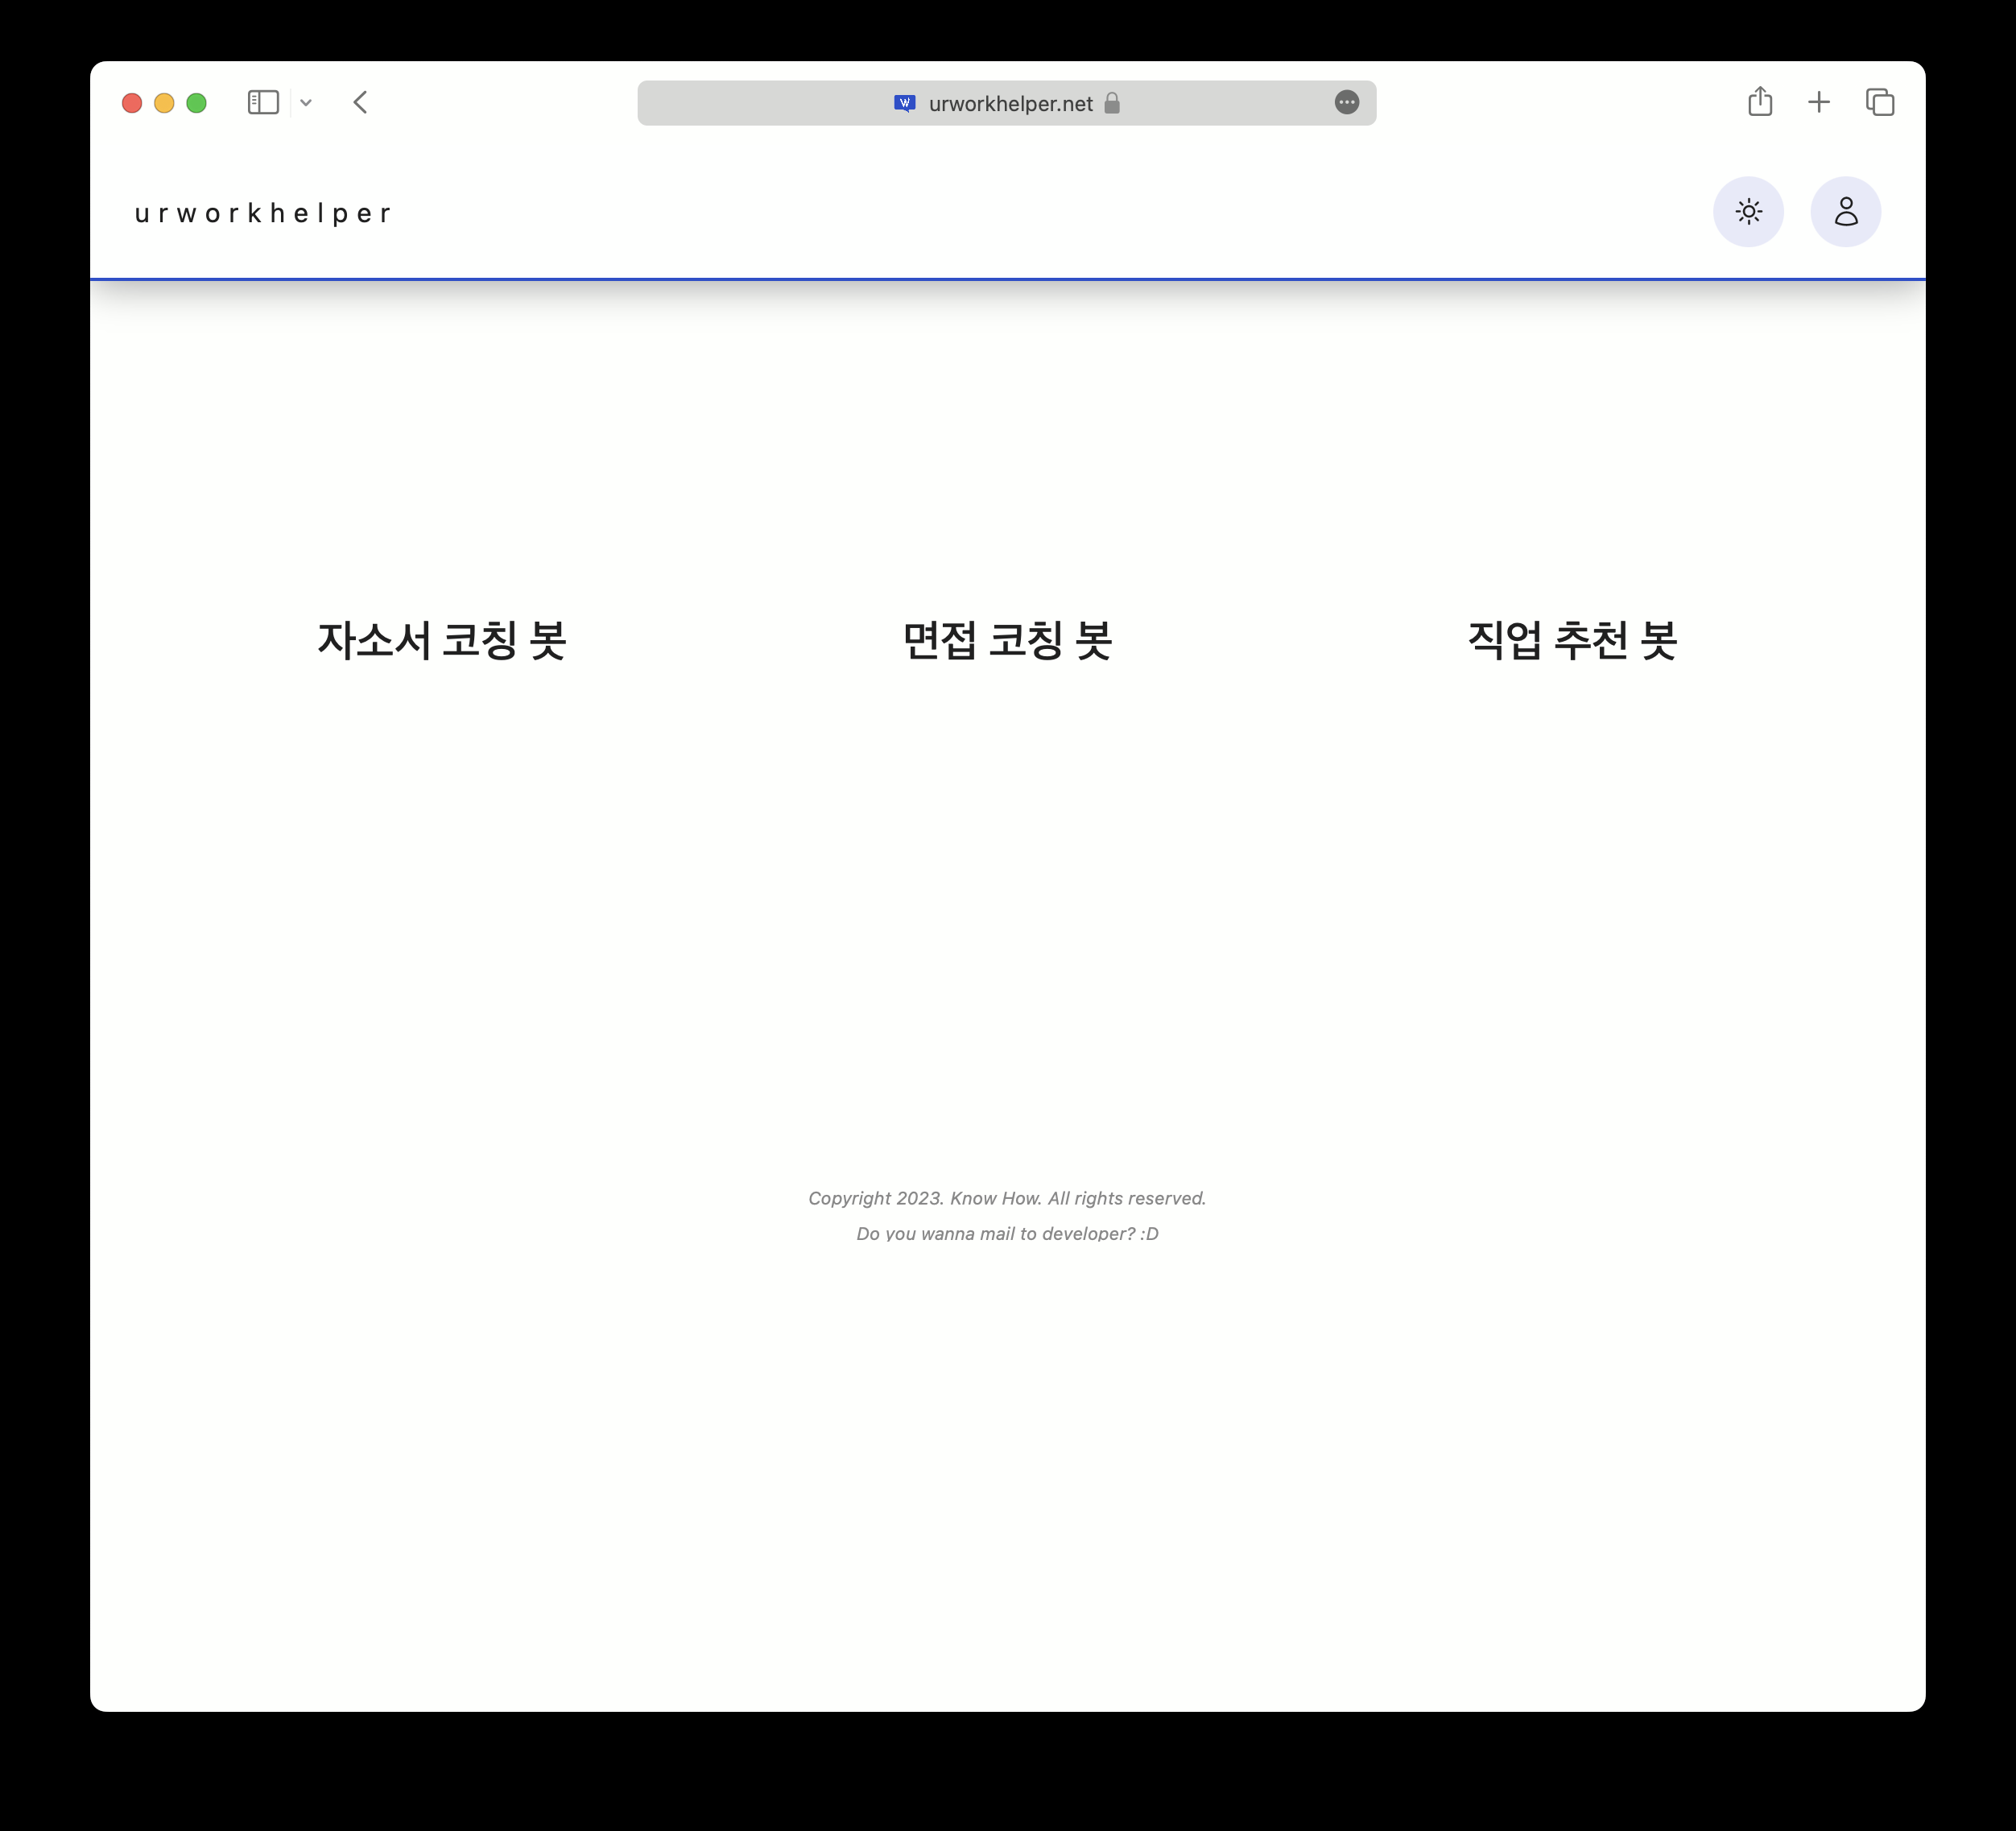 urworkhelper.net
urworkhelper
자소서 코칭 봇
면접 코칭 봇
직업 추천 봇
Copyright 2023. Know How. All rights reserved.
Do you wanna mail to developer? :D